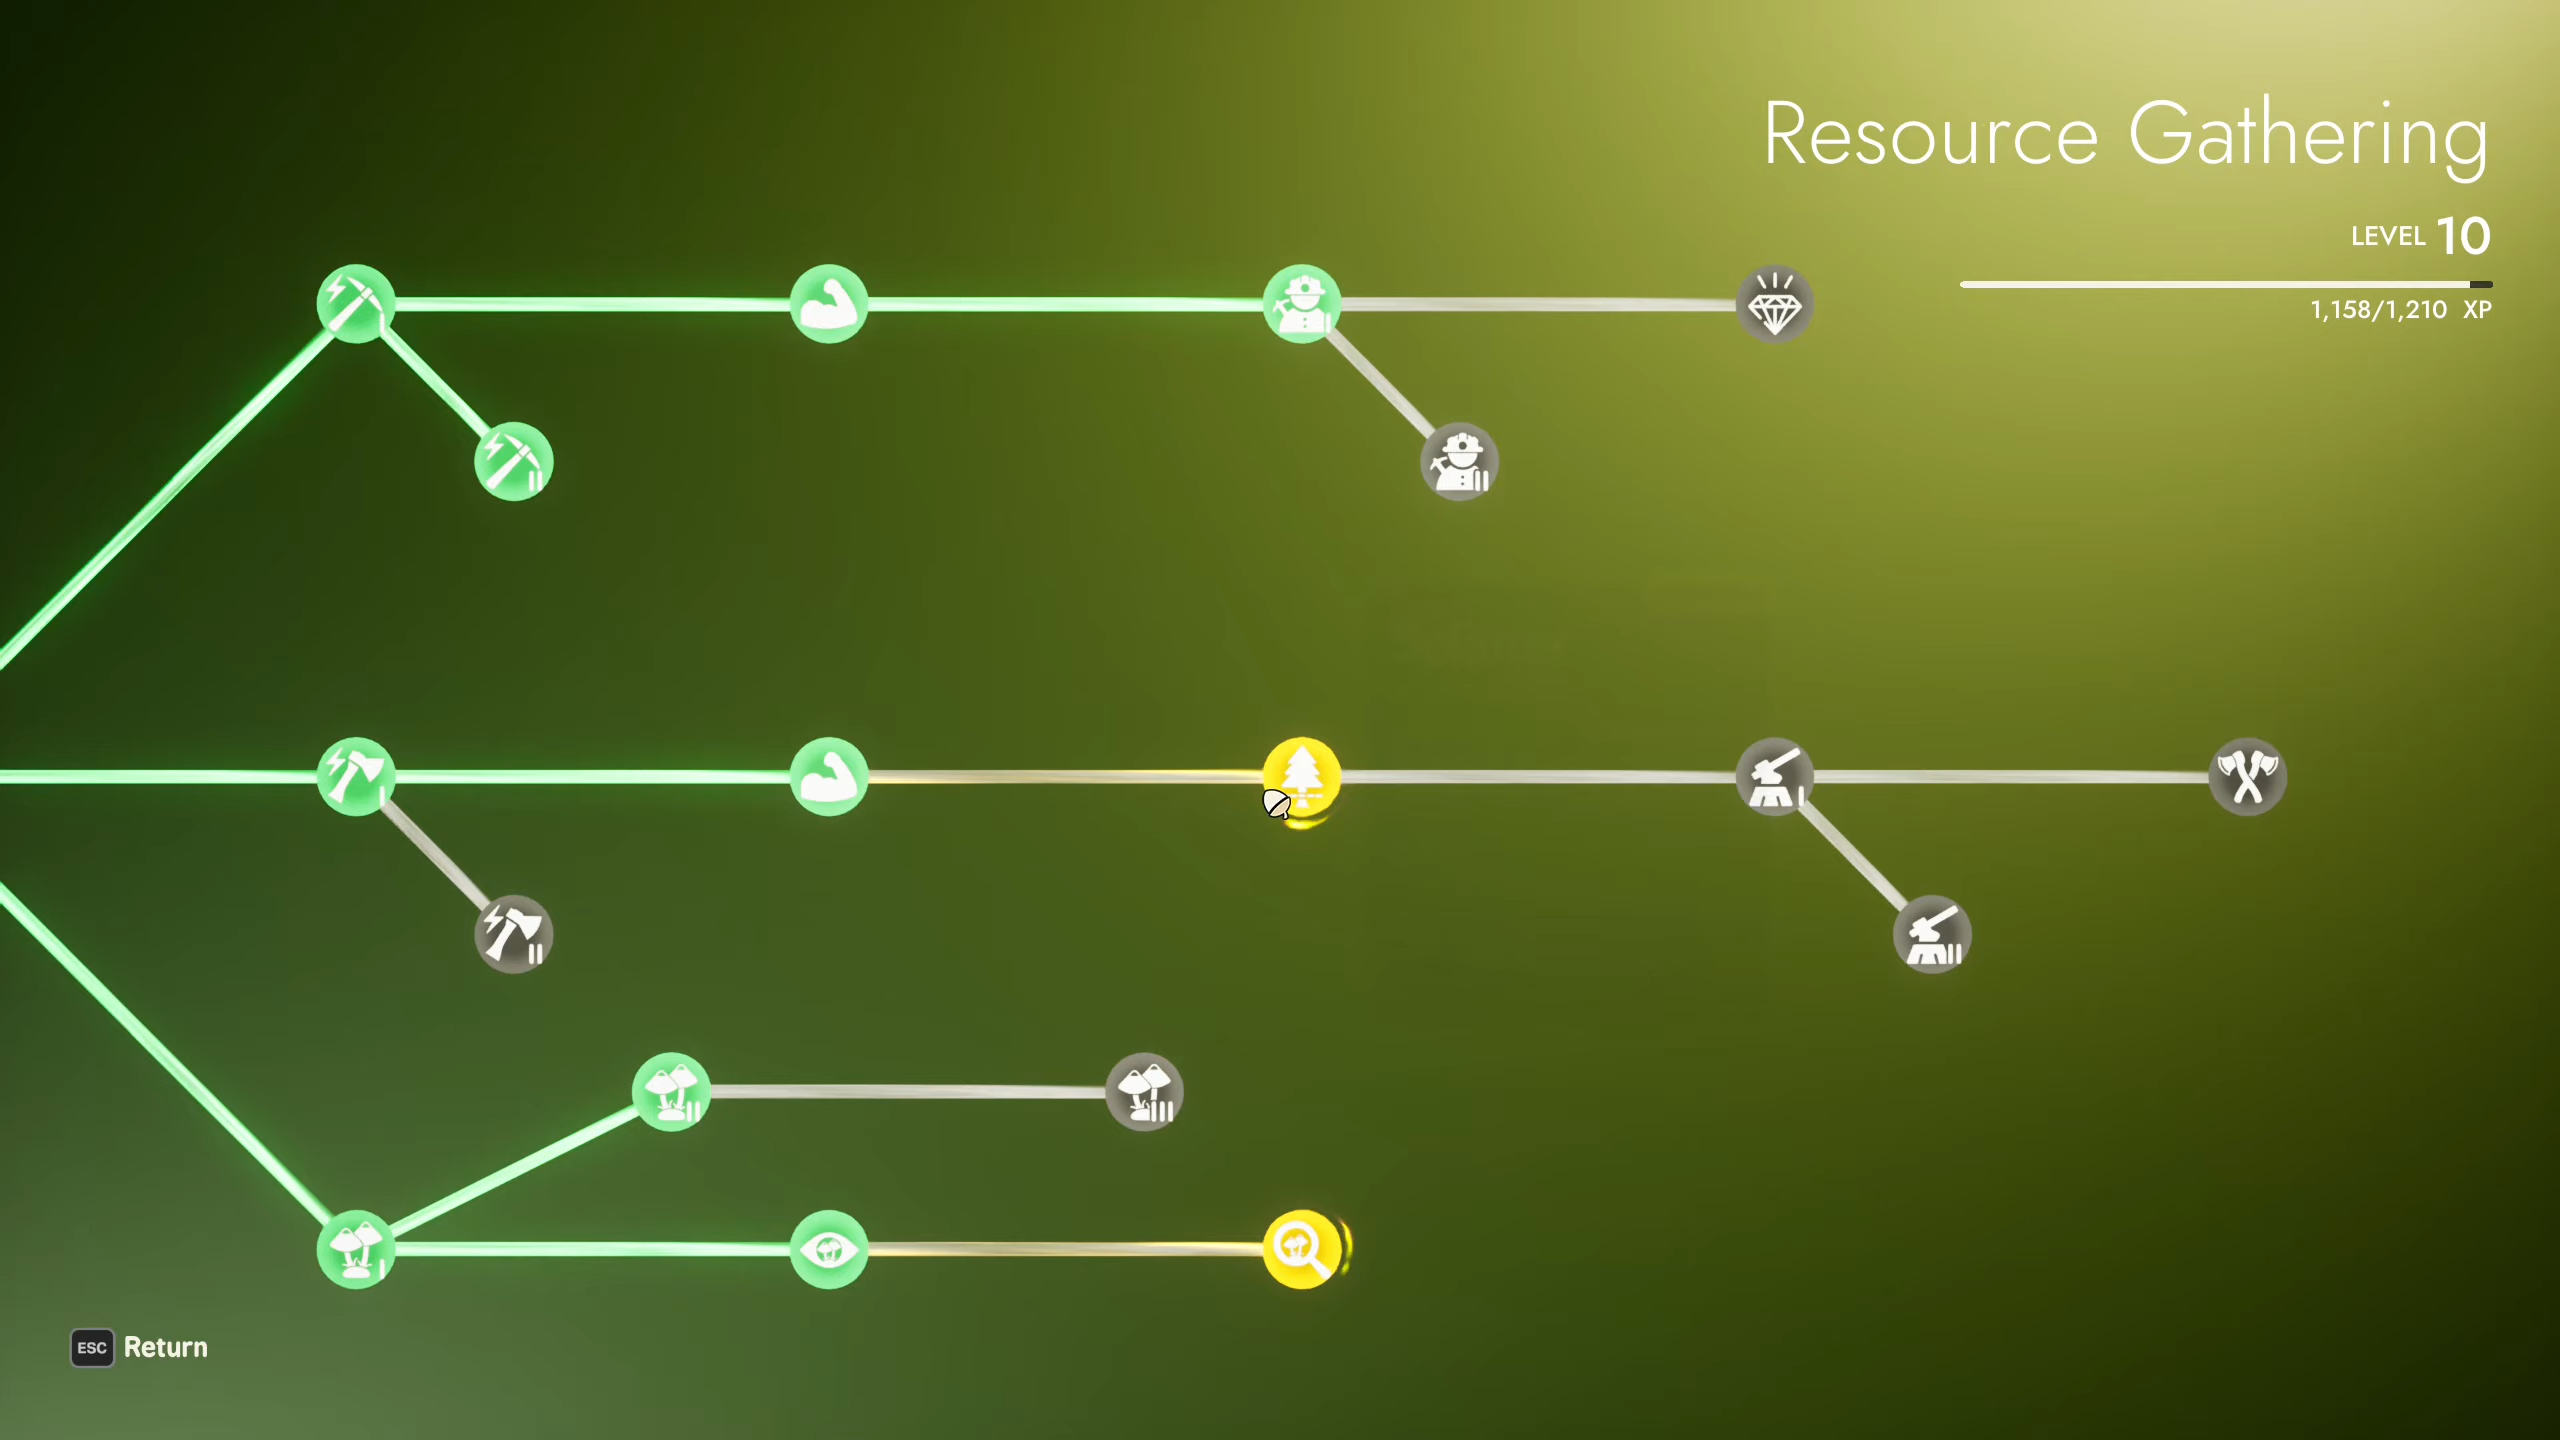 Resource Gathering
LEVEL 10
1,158/1,210 XP
ESC Return